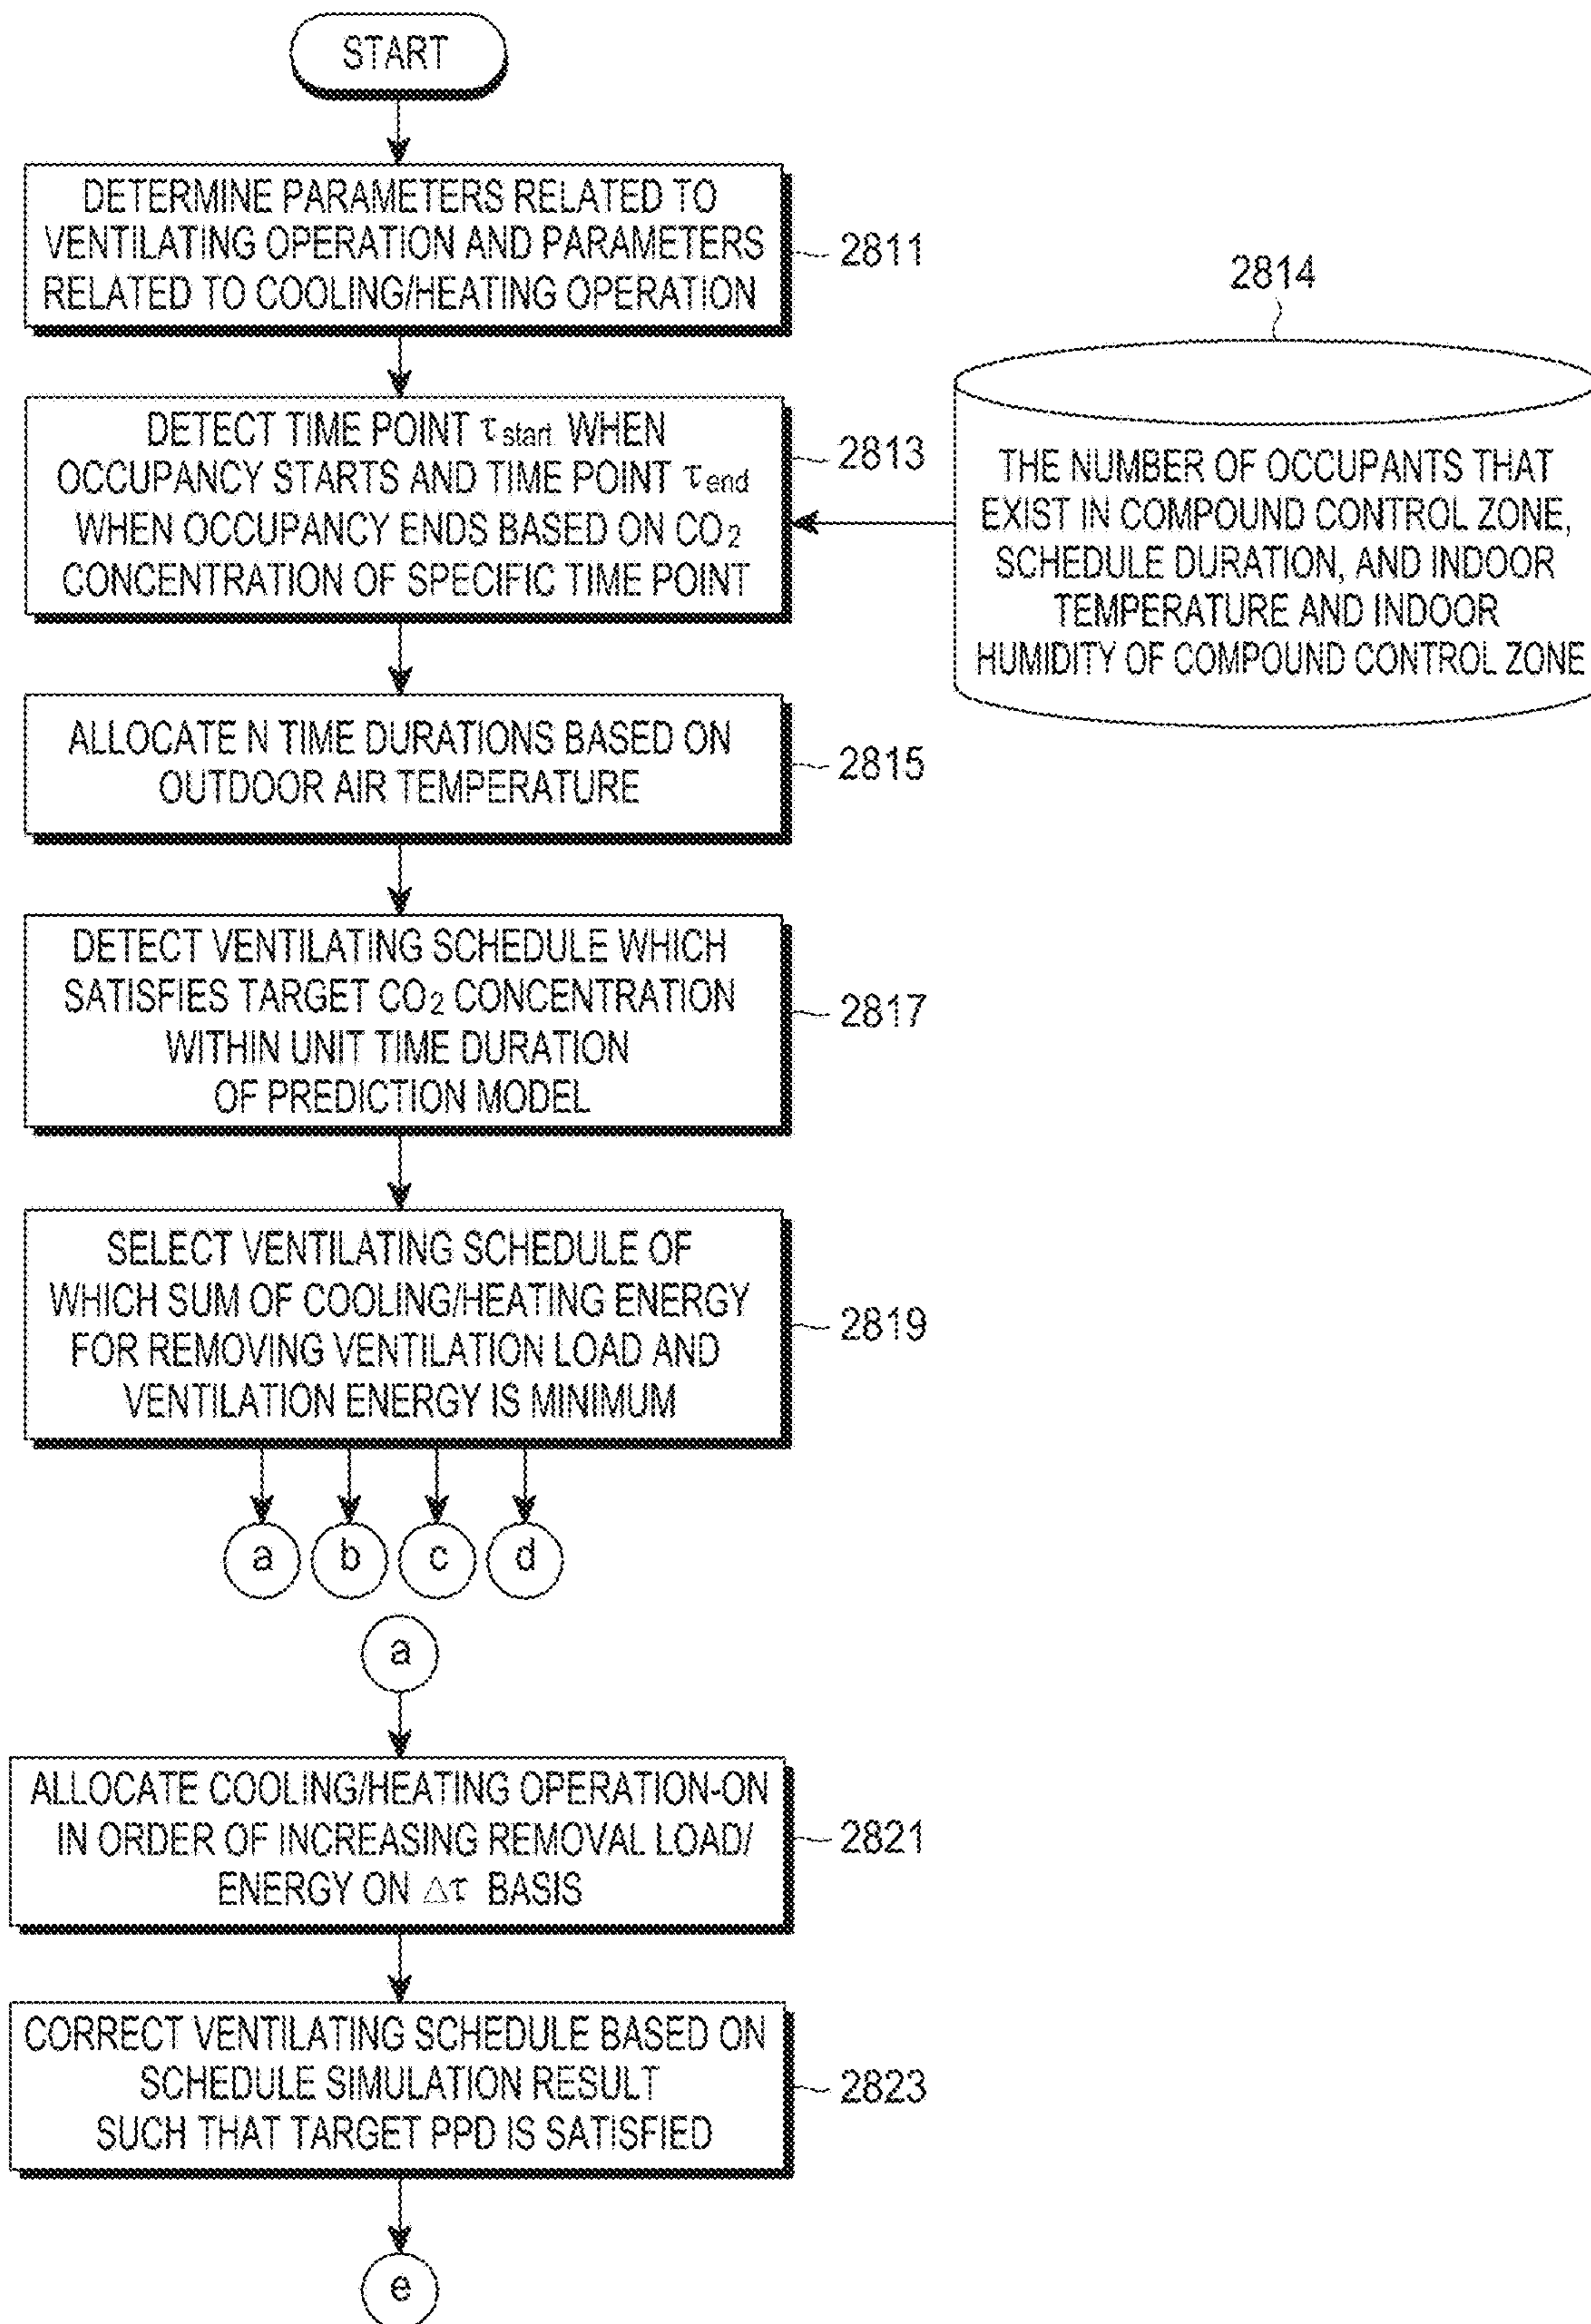 START
DETERMINE PARAMETERS RELATED TO
VENTILATING OPERATION AND PARAMETERS
RELATED TO COOLING/HEATING OPERATION
2811
2814
DETECT TIME POINT τstart WHEN
OCCUPANCY STARTS AND TIME POINT τend
WHEN OCCUPANCY ENDS BASED ON CO2
CONCENTRATION OF SPECIFIC TIME POINT
2813
THE NUMBER OF OCCUPANTS THAT
EXIST IN COMPOUND CONTROL ZONE,
SCHEDULE DURATION, AND INDOOR
TEMPERATURE AND INDOOR
HUMIDITY OF COMPOUND CONTROL ZONE
ALLOCATE N TIME DURATIONS BASED ON
OUTDOOR AIR TEMPERATURE
2815
DETECT VENTILATING SCHEDULE WHICH
SATISFIES TARGET CO2 CONCENTRATION
WITHIN UNIT TIME DURATION
OF PREDICTION MODEL
2817
SELECT VENTILATING SCHEDULE OF
WHICH SUM OF COOLING/HEATING ENERGY
FOR REMOVING VENTILATION LOAD AND
VENTILATION ENERGY IS MINIMUM
2819
a b c d
a
ALLOCATE COOLING/HEATING OPERATION-ON
IN ORDER OF INCREASING REMOVAL LOAD/
ENERGY ON △τ BASIS
2821
CORRECT VENTILATING SCHEDULE BASED ON
SCHEDULE SIMULATION RESULT
SUCH THAT TARGET PPD IS SATISFIED
2823
e